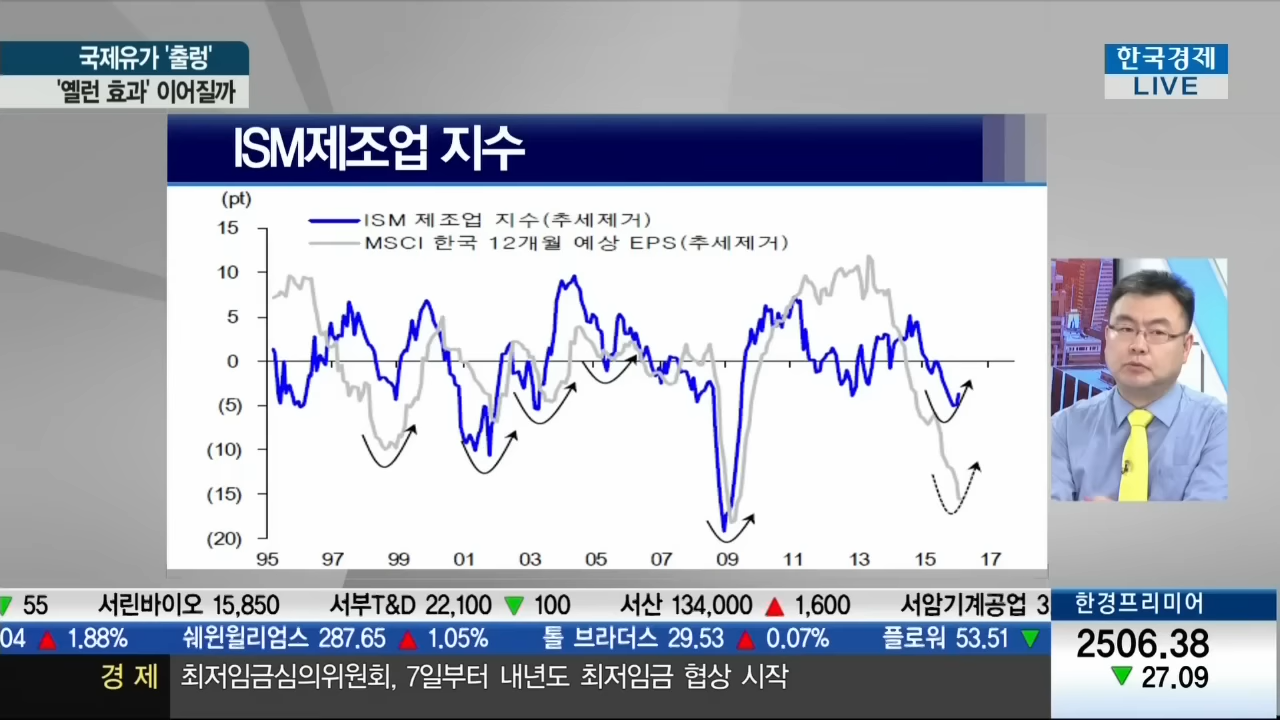 국제유가 '출렁'
'옐런 효과' 이어질까
한국경제
LIVE
ISM제조업 지수
(pt)
ISM 제조업 지수(추세제거)
MSCI 한국 12개월 예상 EPS(추세제거)
15
10
5
0
(5)
(10)
(15)
(20)
95 97 99 01 03 05 07 09 11 13 15 17
▼ 55 서린바이오 15,850 서부T&D 22,100 ▼ 100 서산 134,000 ▲ 1,600 서암기계공업 3
04 ▲ 1.88% 쉐윈윌리엄스 287.65 ▲ 1.05% 톨 브라더스 29.53 ▲ 0.07% 플로워 53.51 ▼
경제 최저임금심의위원회, 7일부터 내년도 최저임금 협상 시작
한경프리미어
2506.38
▼ 27.09